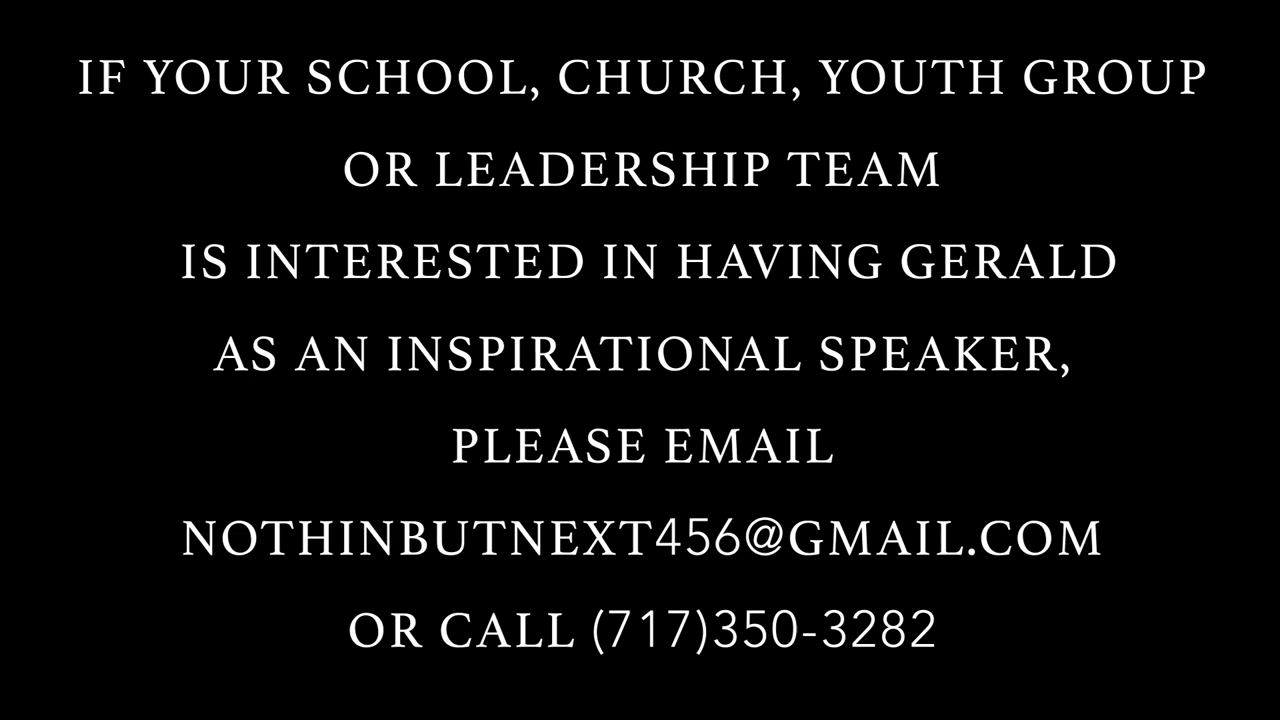 IF YOUR SCHOOL, CHURCH, YOUTH GROUP
OR LEADERSHIP TEAM
IS INTERESTED IN HAVING GERALD
AS AN INSPIRATIONAL SPEAKER,
PLEASE EMAIL
NOTHINBUTNEXT456@GMAIL.COM
OR CALL (717)350-3282